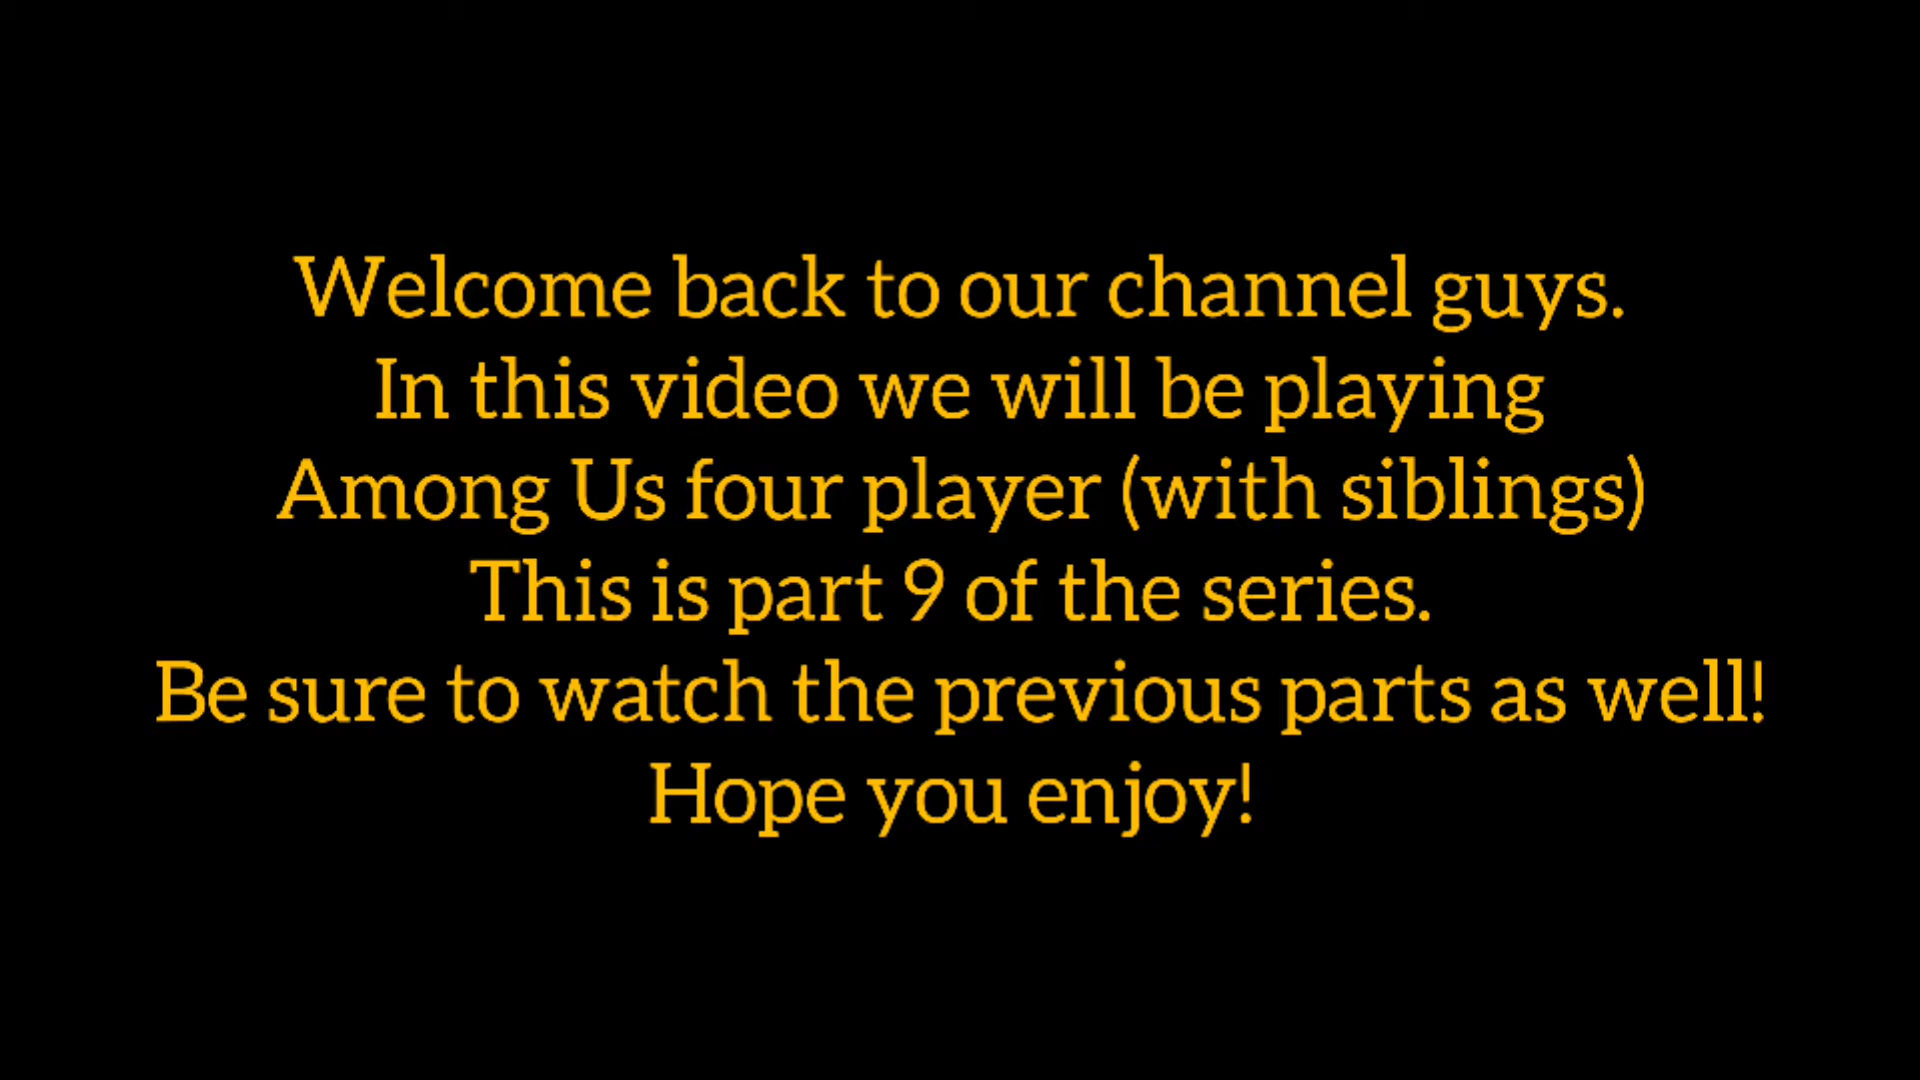 Welcome back to our channel guys.
In this video we will be playing
Among Us four player (with siblings)
This is part 9 of the series.
Be sure to watch the previous parts as well!
Hope you enjoy!